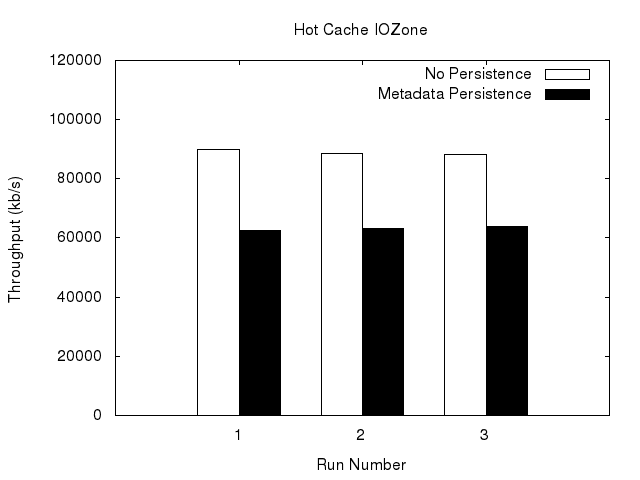 Hot Cache IOZone
120000
100000
80000
60000
40000
20000
0
Throughput (kb/s)
No Persistence
Metadata Persistence
1 2 3
Run Number